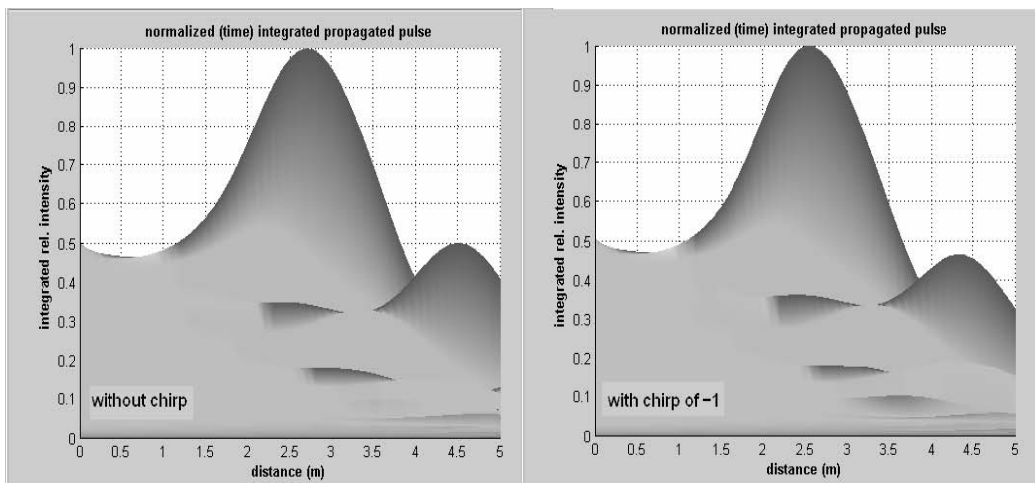 normalized (time) integrated propagated pulse
integrated rel. intensity
1
0.9
0.8
0.7
0.6
0.5
0.4
0.3
0.2
0.1
0
without chirp
0 0.5 1 1.5 2 2.5 3 3.5 4 4.5 5
distance (m)
normalized (time) integrated propagated pulse
integrated rel. intensity
1
0.9
0.8
0.7
0.6
0.5
0.4
0.3
0.2
0.1
0
with chirp of −1
0 0.5 1 1.5 2 2.5 3 3.5 4 4.5 5
distance (m)